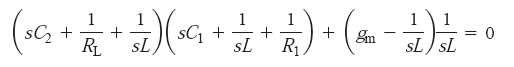 (sC₂ + 1/R_L + 1/sL)(sC₁ + 1/sL + 1/R₁) + (g_m − 1/sL) 1/sL = 0